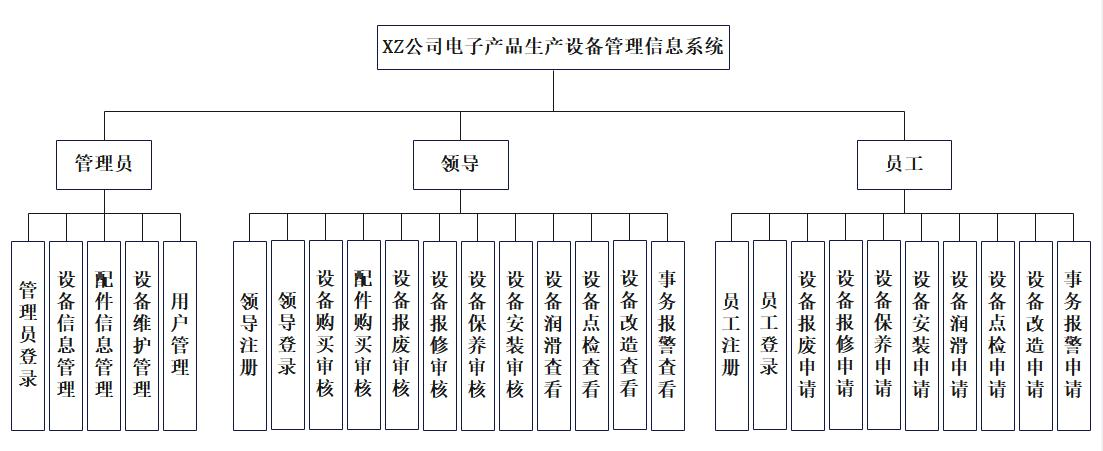 XZ公司电子产品生产设备管理信息系统
管理员
领导
员工
管理员登录
设备信息管理
配件信息管理
设备维护管理
用户管理
领导注册
领导登录
设备购买审核
配件购买审核
设备报废审核
设备报修审核
设备保养审核
设备安装审核
设备润滑查看
设备点检查看
设备改造查看
事务报警查看
员工注册
员工登录
设备报废申请
设备报修申请
设备保养申请
设备安装申请
设备润滑申请
设备点检申请
设备改造申请
事务报警申请